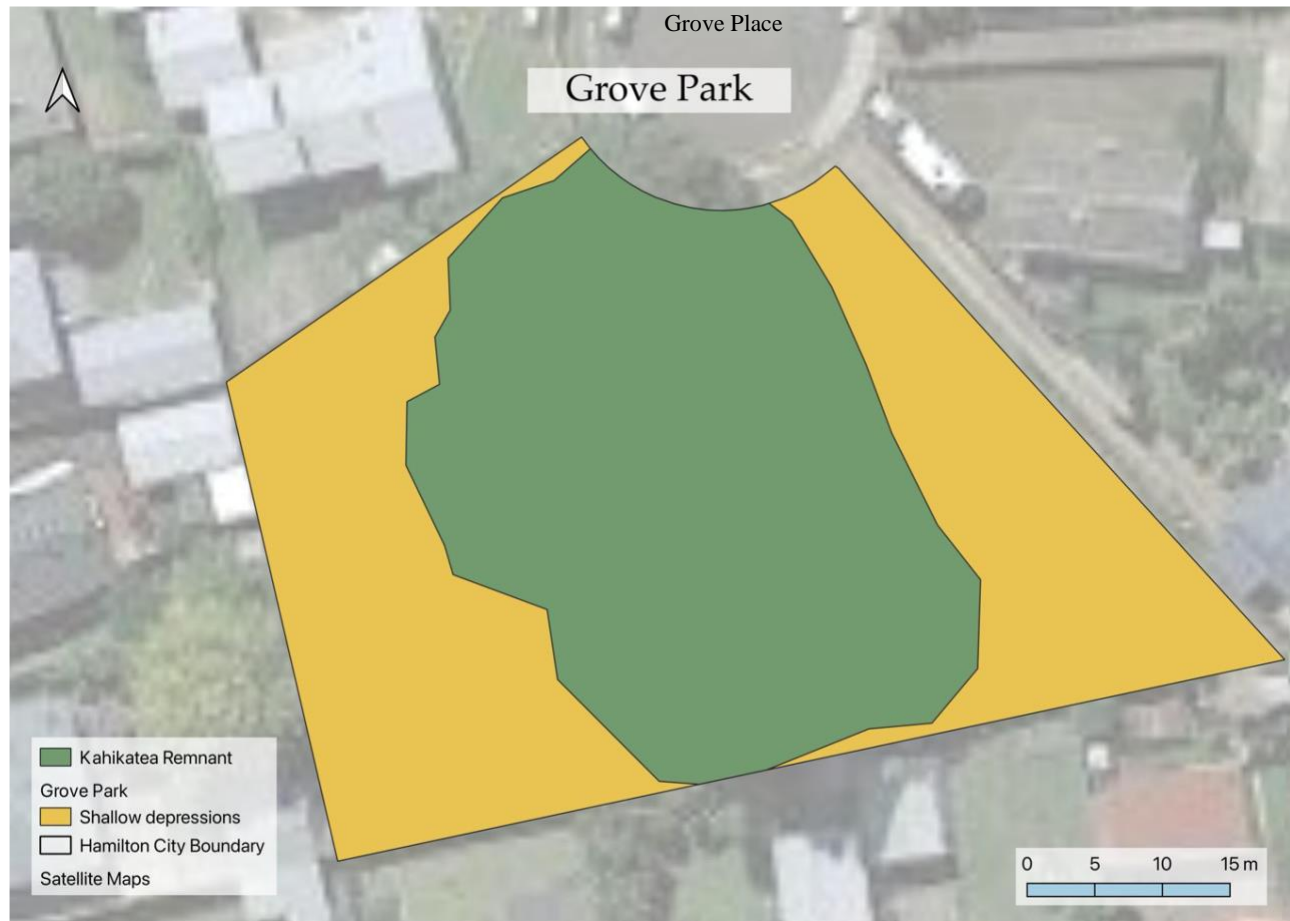 Grove Place
Grove Park
Kahikatea Remnant
Grove Park
Shallow depressions
Hamilton City Boundary
Satellite Maps
0 5 10 15 m